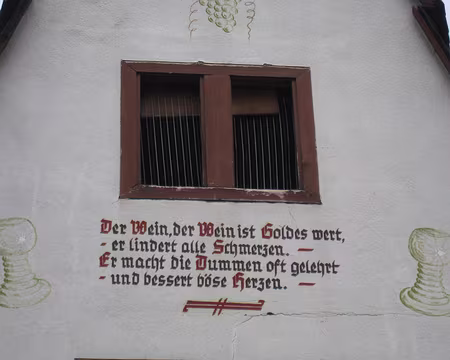 Der Wein, der Wein ist Goldes wert,
- er lindert alle Schmerzen. -
Er macht die Dummen oft gelehrt
- und bessert böse Herzen. -